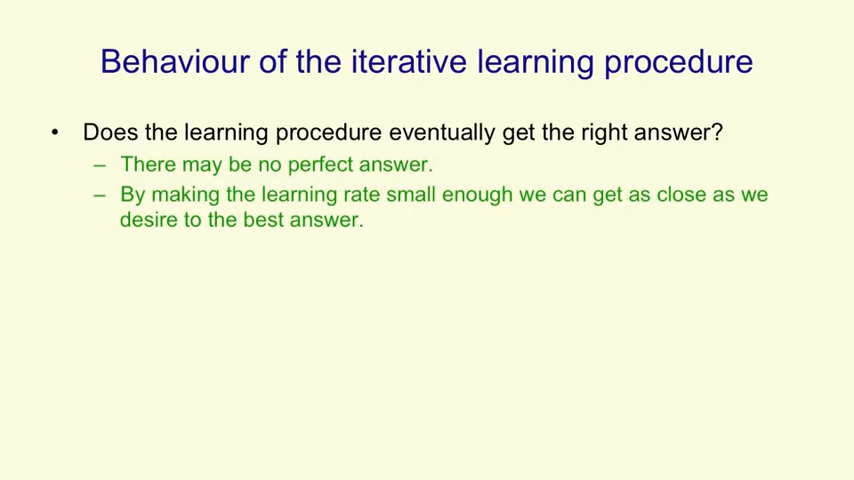 Behaviour of the iterative learning procedure
• Does the learning procedure eventually get the right answer?
– There may be no perfect answer.
– By making the learning rate small enough we can get as close as we
desire to the best answer.